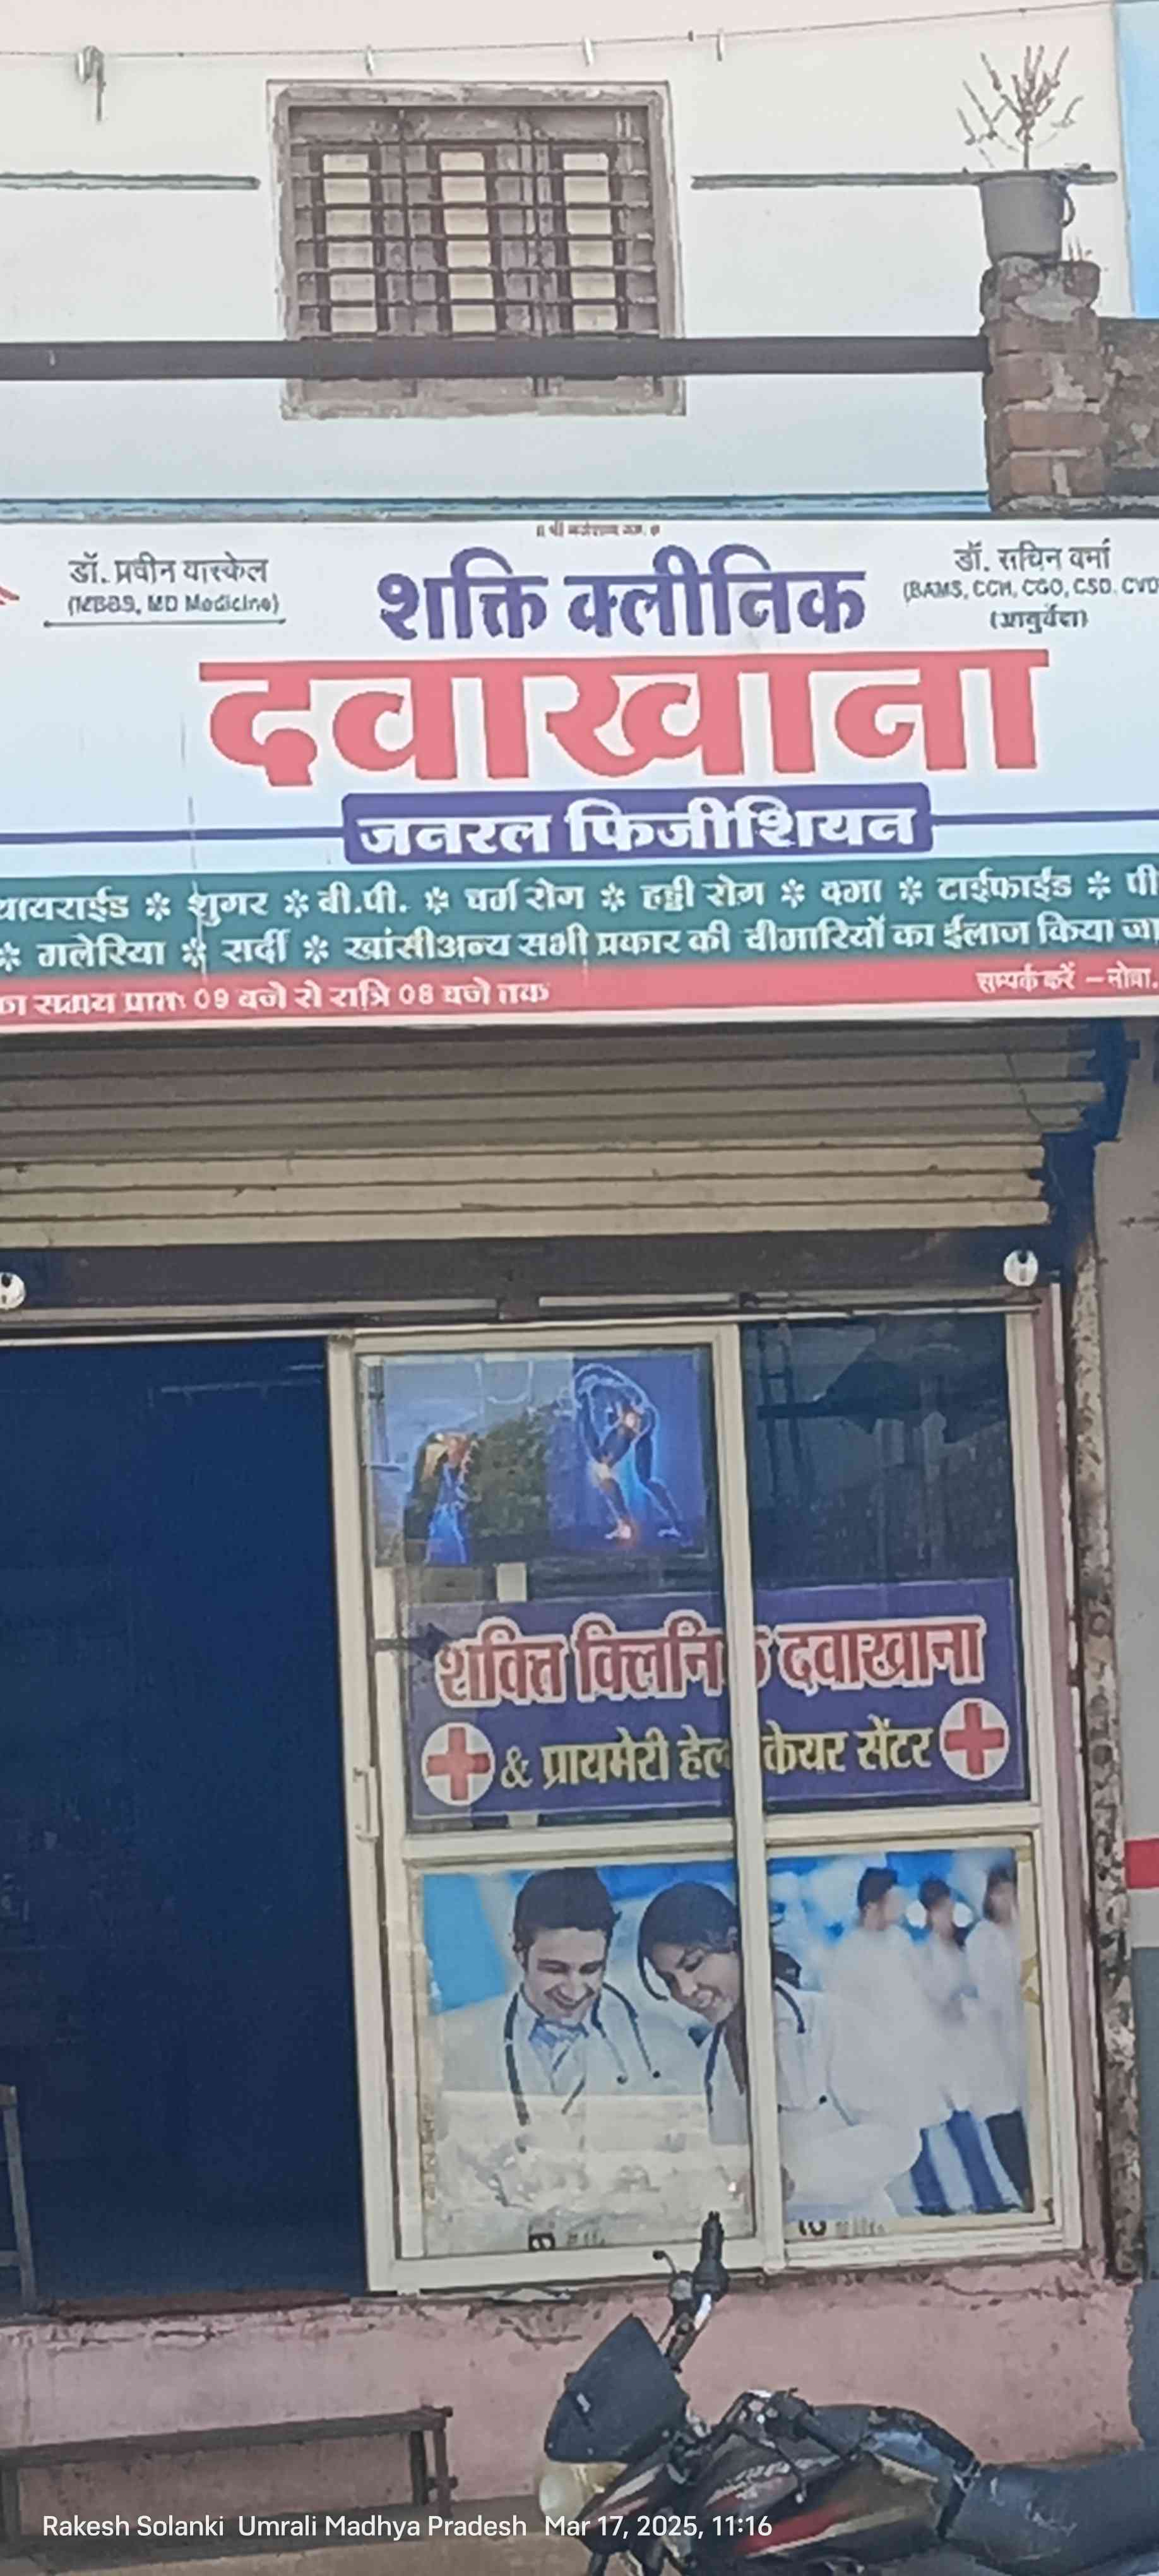 डॉ. प्रवीन वास्केल
(MBBS, MD Medicine)
शक्ति क्लीनिक
डॉ. सचिन वर्मा
(BAMS, CCH, CGO, CSD, CVD
(आयुर्वेदा)
दवाखाना
जनरल फिजीशियन
थायराईड * शुगर * बी.पी. * चर्म रोग * हड्डी रोग * दमा * टाईफाईड * पी
* मलेरिया * सर्दी * खांसी अन्य सभी प्रकार की बीमारियों का ईलाज किया जा
का समय प्रातः 09 बजे से रात्रि 08 बजे तक
सम्पर्क करें - मोबा.
शक्ति क्लिनिक दवाखाना
& प्रायमेरी हेल केयर सेंटर
Rakesh Solanki Umrali Madhya Pradesh Mar 17, 2025, 11:16